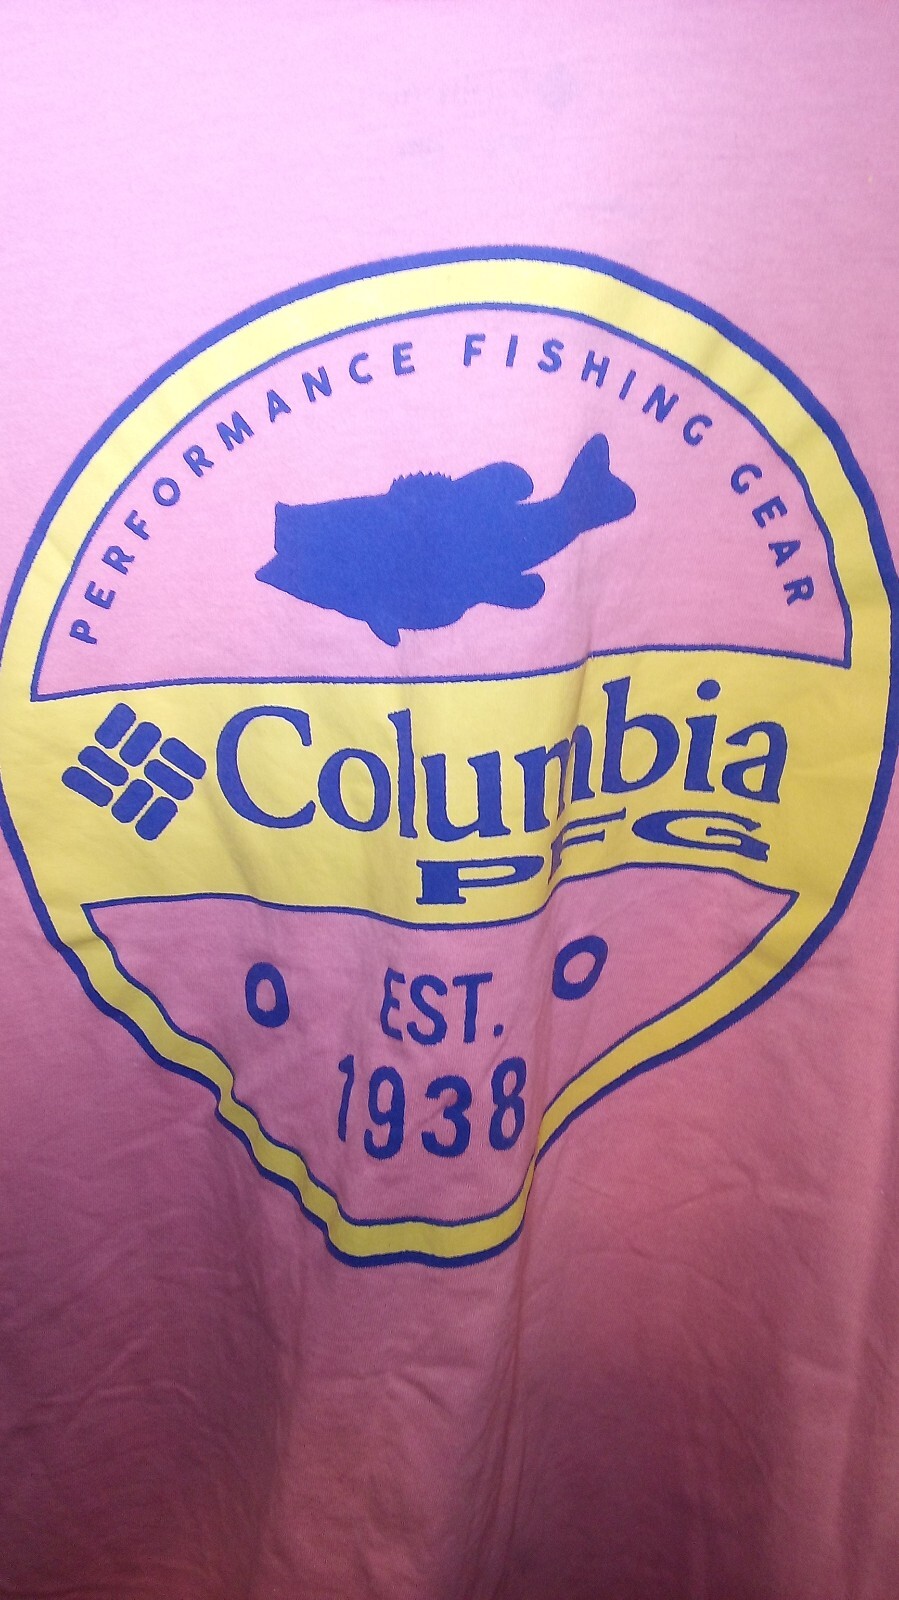 PERFORMANCE FISHING GEAR
Columbia
PFG
EST.
1938